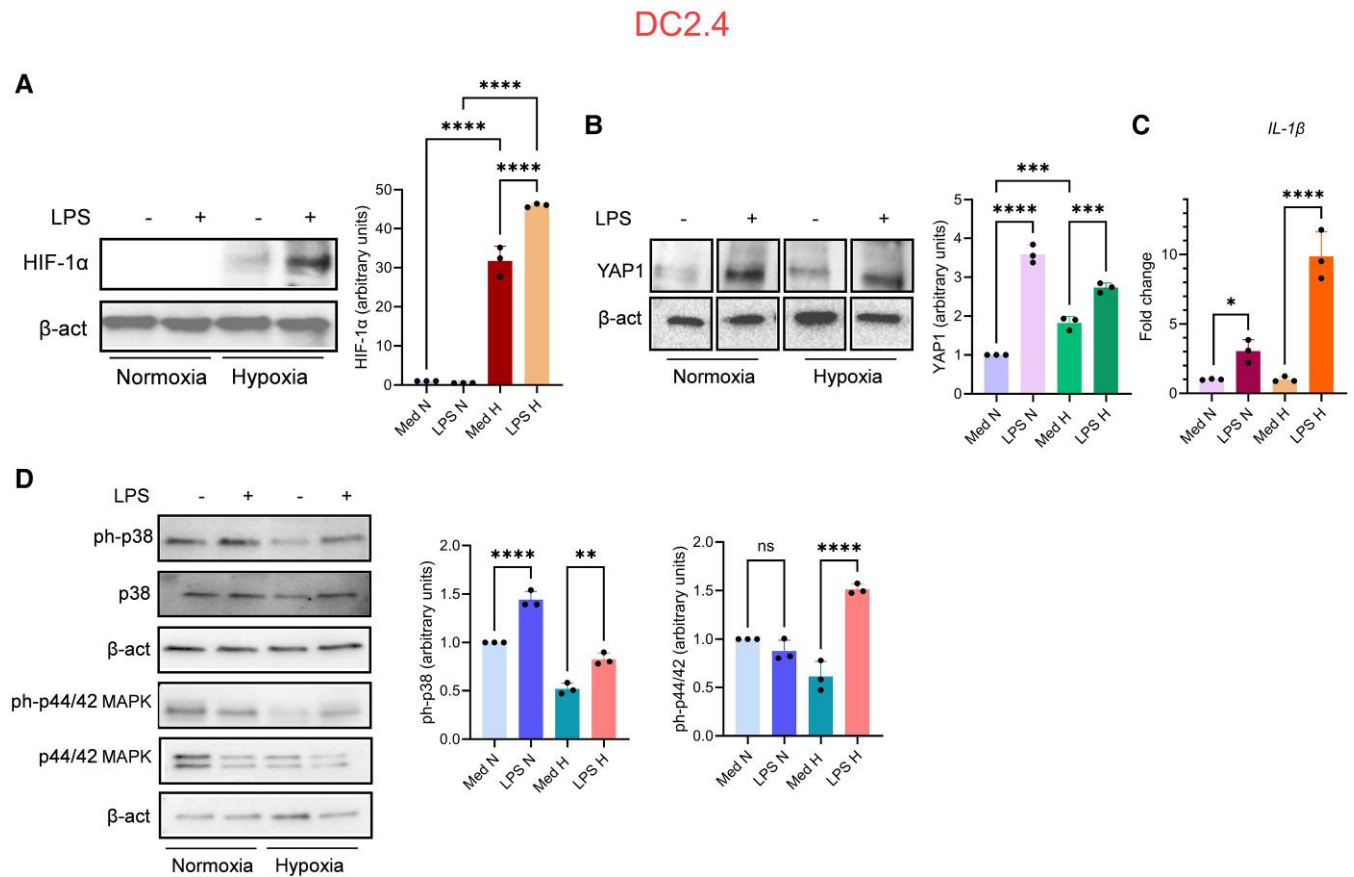 DC2.4
A
LPS - + - +
HIF-1α
β-act
Normoxia Hypoxia
HIF-1α (arbitrary units)
50
40
30
20
10
0
****
****
****
Med N LPS N Med H LPS H
B
LPS - + - +
YAP1
β-act
Normoxia Hypoxia
YAP1 (arbitrary units)
5
4
3
2
1
0
***
**** ***
Med N LPS N Med H LPS H
C
IL-1β
Fold change
10
5
0
* ****
Med N LPS N Med H LPS H
D
LPS - + - +
ph-p38
p38
β-act
ph-p44/42 MAPK
p44/42 MAPK
β-act
Normoxia Hypoxia
ph-p38 (arbitrary units)
2.0
1.5
1.0
0.5
0.0
**** **
Med N LPS N Med H LPS H
ph-p44/42 (arbitrary units)
2.0
1.5
1.0
0.5
0.0
ns ****
Med N LPS N Med H LPS H